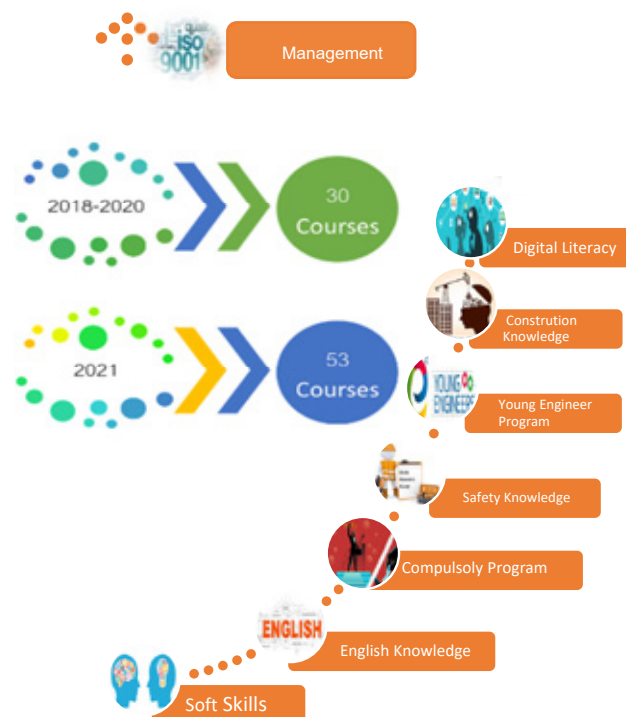 ISO
9001
Management
2018-2020
30
Courses
Digital Literacy
Constrution
Knowledge
2021
53
Courses
YOUNG
ENGINEERS
Young Engineer
Program
Safety Knowledge
Compulsoly Program
ENGLISH
English Knowledge
Soft Skills